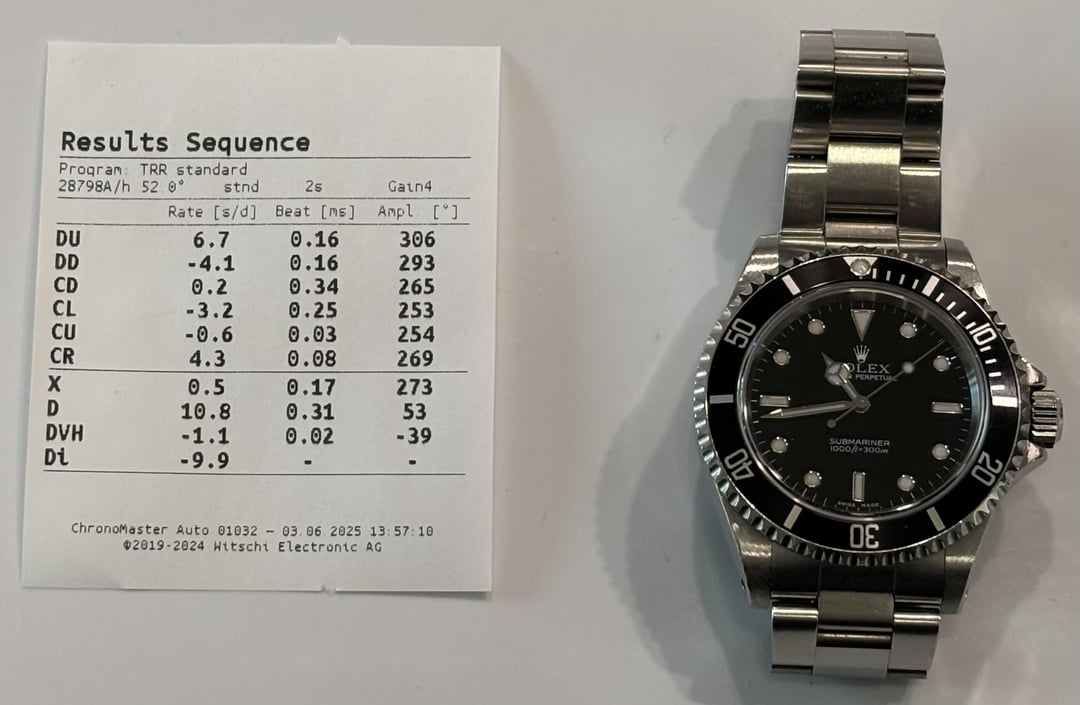 Results Sequence
Program: TRR standard
28798A/h 52.0° stnd 2s Gain4
Rate [s/d] Beat [ms] Ampl. [°]
DU 6.7 0.16 306
DD -4.1 0.16 293
CD 0.2 0.34 265
CL -3.2 0.25 253
CU -0.6 0.03 254
CR 4.3 0.08 269
X 0.5 0.17 273
D 10.8 0.31 53
DVH -1.1 0.02 -39
Di -9.9 - -
ChronoMaster Auto 01032 – 03.06.2025 13:57:10
©2019-2024 Witschi Electronic AG
10
20
30
40
50
OLEX
PERPETUAL
SUBMARINER
1000ft=300m
SWISS MADE